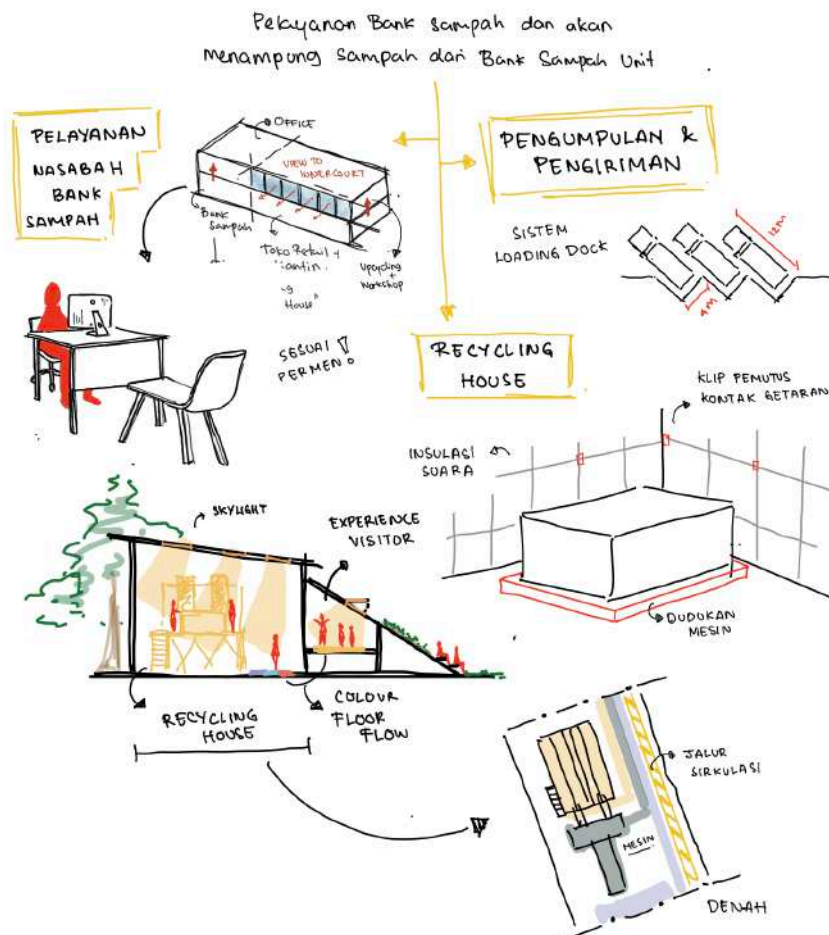 Pelayanan Bank Sampah dan akan
Menampung Sampah dari Bank Sampah Unit
PELAYANAN
NASABAH
BANK
SAMPAH
OFFICE
VIEW TO
INNERCOURT
Bank
Sampah
Toko Retail +
House"
Upcycling
+
Workshop
PENGUMPULAN &
PENGIRIMAN
SISTEM
LOADING DOCK
12M
4M
SESUAI
PERMEN
RECYCLING
HOUSE
KLIP PEMUTUS
KONTAK GETARAN
INSULASI
SUARA
DUDUKAN
MESIN
SKYLIGHT
EXPERIENCE
VISITOR
RECYCLING
HOUSE
COLOUR
FLOOR
FLOW
JALUR
SIRKULASI
MESIN
DENAH